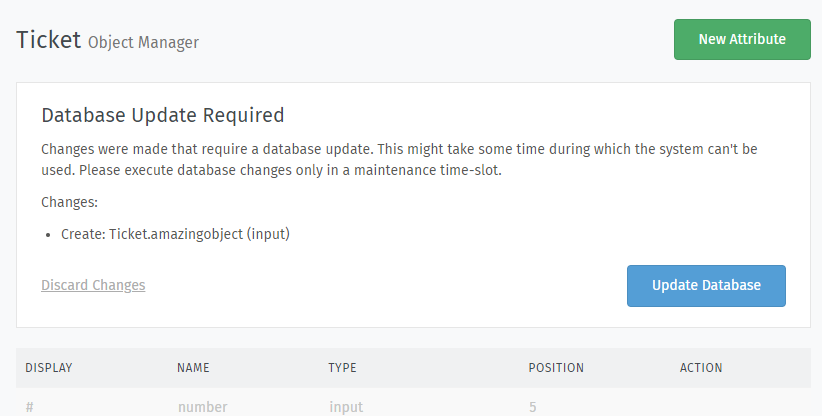 Ticket Object Manager
New Attribute
Database Update Required
Changes were made that require a database update. This might take some time during which the system can't be
used. Please execute database changes only in a maintenance time-slot.
Changes:
• Create: Ticket.amazingobject (input)
Discard Changes
Update Database
DISPLAY NAME TYPE POSITION ACTION
# number input 5